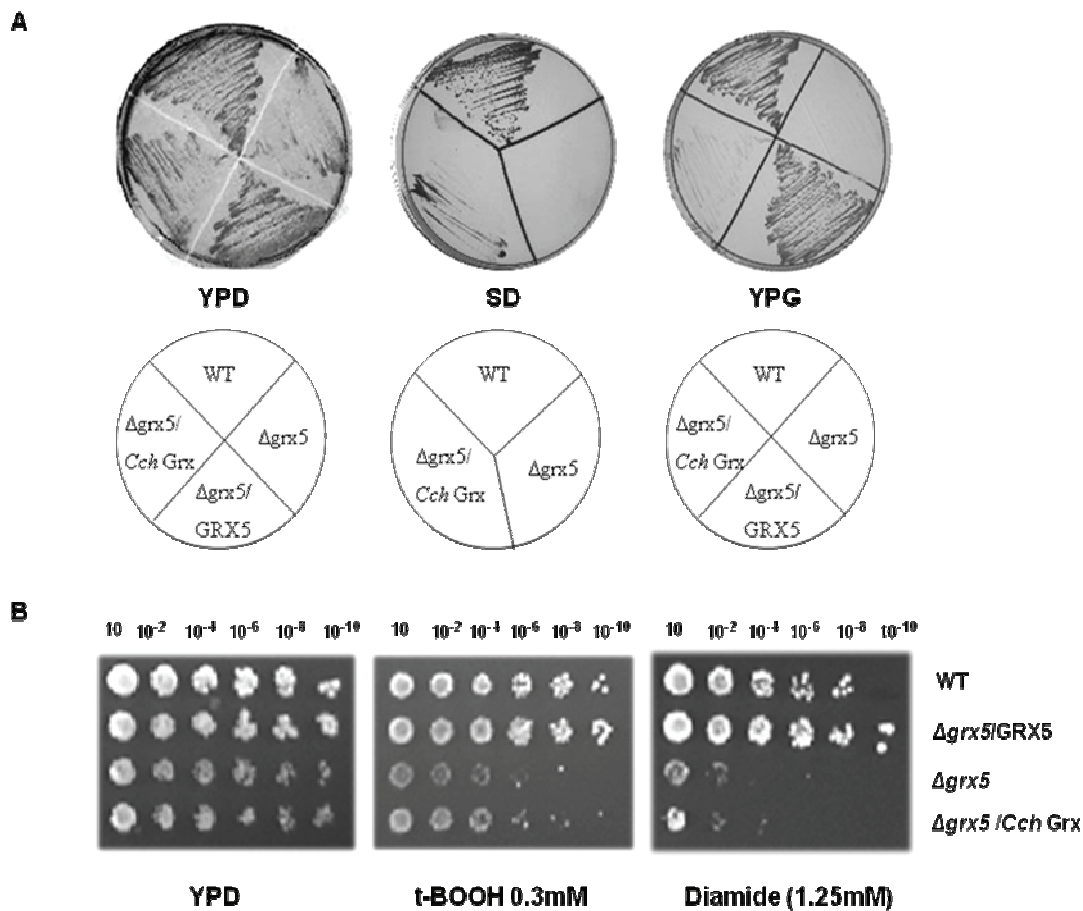 A
YPD
SD
YPG
WT
Δgrx5/
Cch Grx
Δgrx5
Δgrx5/
GRX5
WT
Δgrx5/
Cch Grx
Δgrx5
WT
Δgrx5/
Cch Grx
Δgrx5
Δgrx5/
GRX5
B
10 10⁻² 10⁻⁴ 10⁻⁶ 10⁻⁸ 10⁻¹⁰
10 10⁻² 10⁻⁴ 10⁻⁶ 10⁻⁸ 10⁻¹⁰
10 10⁻² 10⁻⁴ 10⁻⁶ 10⁻⁸ 10⁻¹⁰
WT
Δgrx5/GRX5
Δgrx5
Δgrx5 /Cch Grx
YPD
t-BOOH 0.3mM
Diamide (1.25mM)